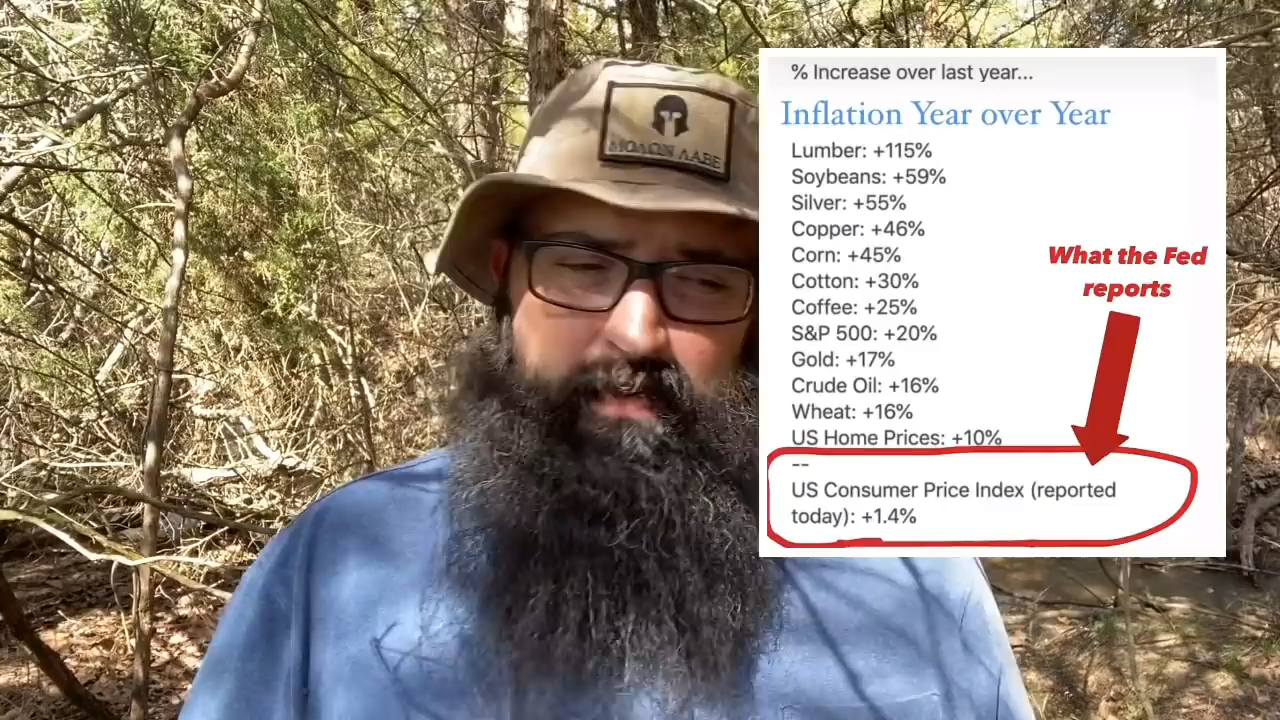 ΜΟΛΩΝ ΛΑΒΕ
% Increase over last year...
Inflation Year over Year
Lumber: +115%
Soybeans: +59%
Silver: +55%
Copper: +46%
Corn: +45%
Cotton: +30%
Coffee: +25%
S&P 500: +20%
Gold: +17%
Crude Oil: +16%
Wheat: +16%
US Home Prices: +10%
--
US Consumer Price Index (reported
today): +1.4%
What the Fed
reports